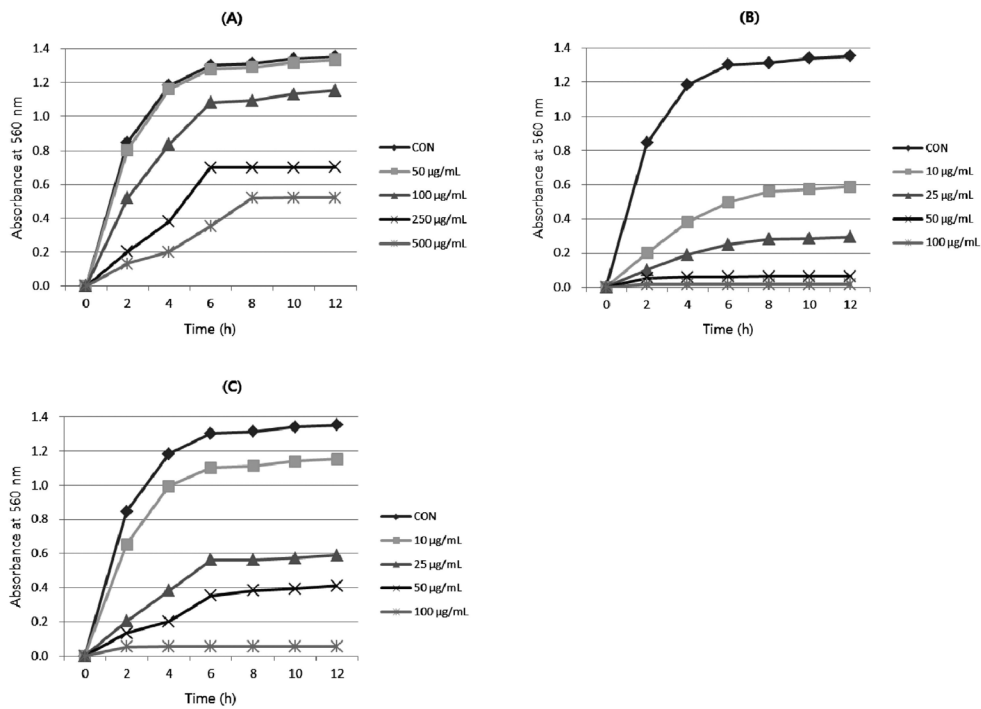 (A)
Absorbance at 560 nm
1.4
1.2
1.0
0.8
0.6
0.4
0.2
0.0
0 2 4 6 8 10 12
Time (h)
CON
50 μg/mL
100 μg/mL
250 μg/mL
500 μg/mL
(B)
Absorbance at 560 nm
1.4
1.2
1.0
0.8
0.6
0.4
0.2
0.0
0 2 4 6 8 10 12
Time (h)
CON
10 μg/mL
25 μg/mL
50 μg/mL
100 μg/mL
(C)
Absorbance at 560 nm
1.4
1.2
1.0
0.8
0.6
0.4
0.2
0.0
0 2 4 6 8 10 12
Time (h)
CON
10 μg/mL
25 μg/mL
50 μg/mL
100 μg/mL